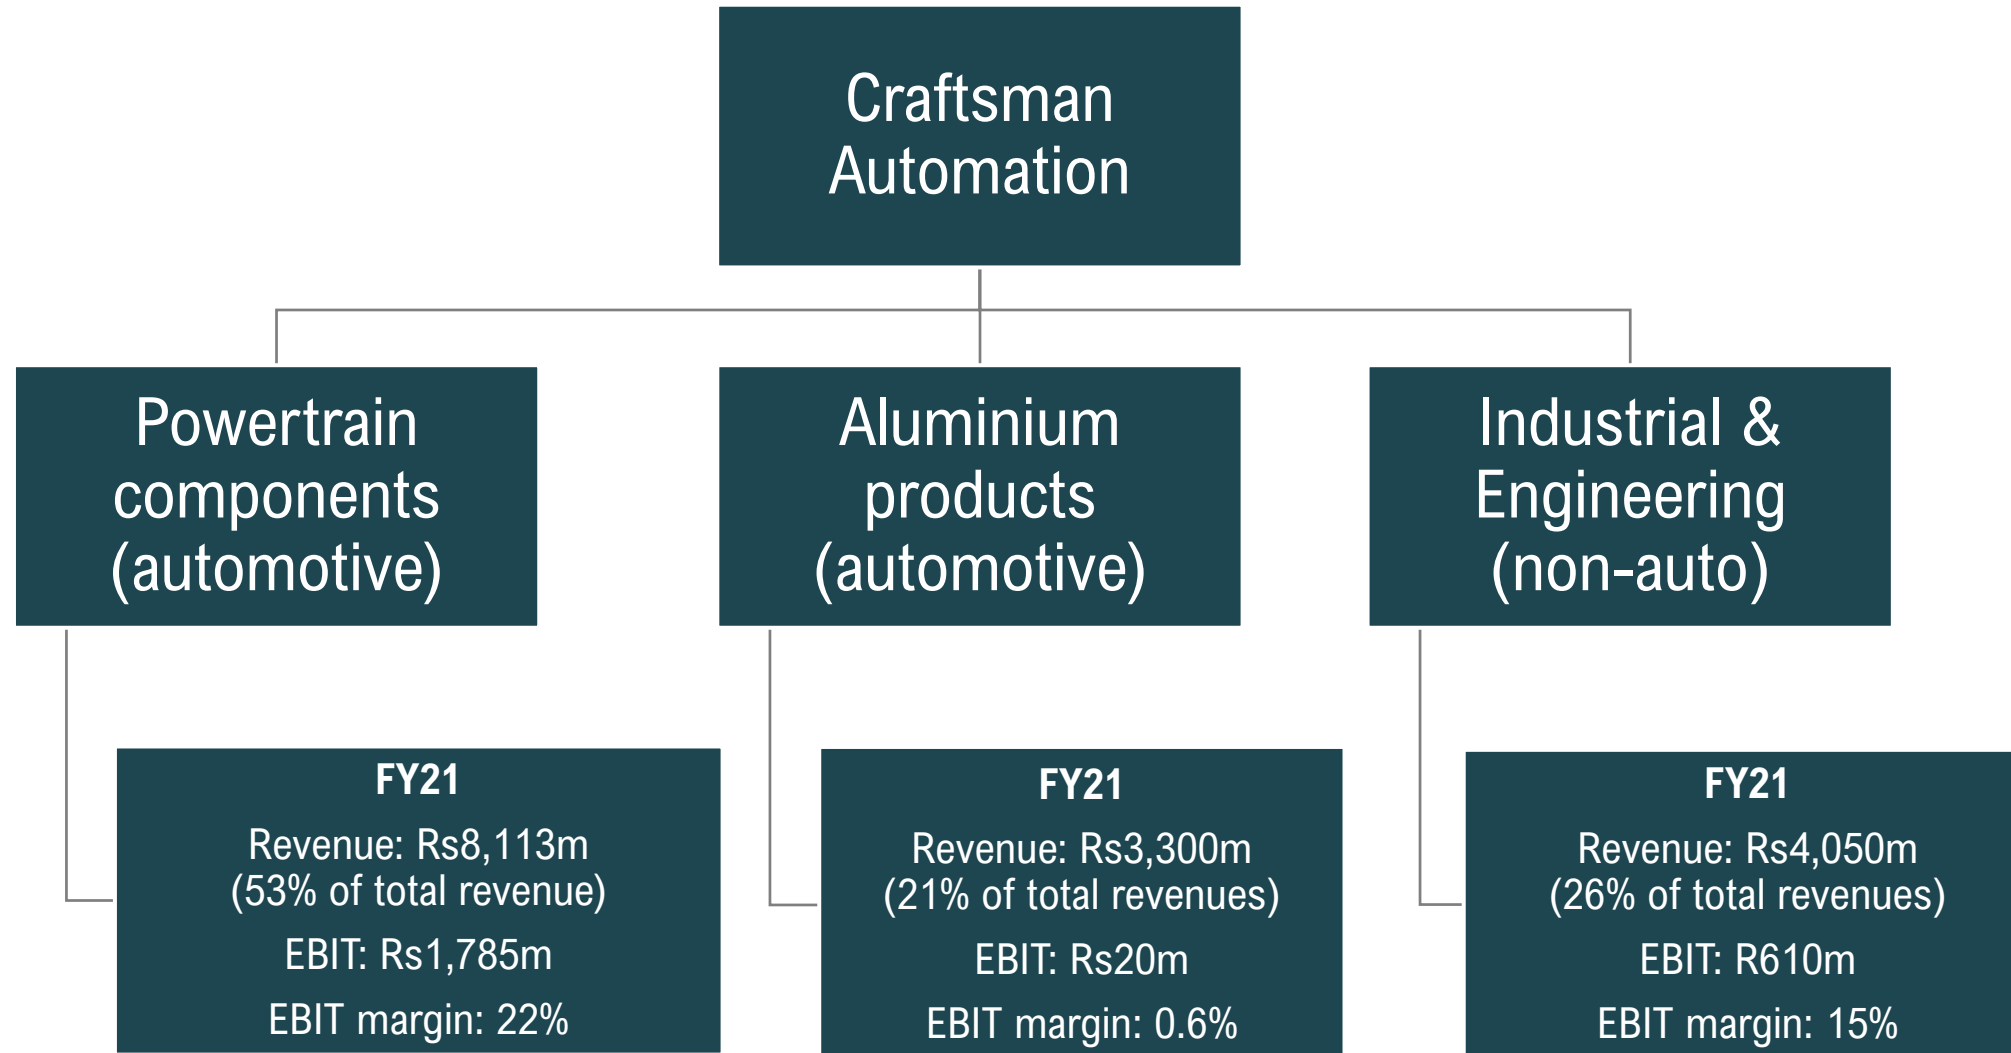 Craftsman
Automation
Powertrain
components
(automotive)
Aluminium
products
(automotive)
Industrial &
Engineering
(non-auto)
FY21
Revenue: Rs8,113m
(53% of total revenue)
EBIT: Rs1,785m
EBIT margin: 22%
FY21
Revenue: Rs3,300m
(21% of total revenues)
EBIT: Rs20m
EBIT margin: 0.6%
FY21
Revenue: Rs4,050m
(26% of total revenues)
EBIT: R610m
EBIT margin: 15%